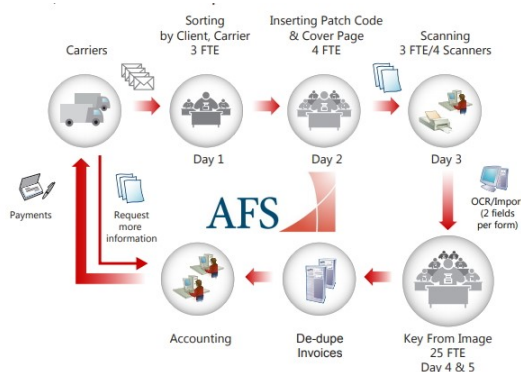 Carriers
Sorting
by Client, Carrier
3 FTE
Inserting Patch Code
& Cover Page
4 FTE
Scanning
3 FTE/4 Scanners
Day 1
Day 2
Day 3
Payments
Request
more
information
AFS
OCR/Impor
(2 fields
per form)
Accounting
De-dupe
Invoices
Key From Image
25 FTE
Day 4 & 5